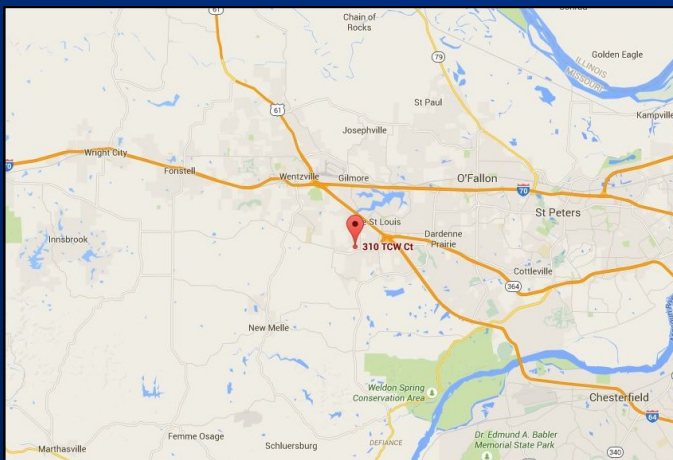 61
Chain of
Rocks
79
Golden Eagle
ILLINOIS
MISSOURI
61
St Paul
Kampville
Josephville
Wright City
Foristell
Wentzville
Gilmore
O'Fallon
70
St Peters
Innsbrook
e St Louis
Dardenne
Prairie
310 TCW Ct
Cottleville
364
New Melle
Weldon Spring
Conservation Area
Chesterfield
64
Femme Osage
Marthasville
Schluersburg
DEFIANCE
Dr. Edmund A. Babler
Memorial State Park
340